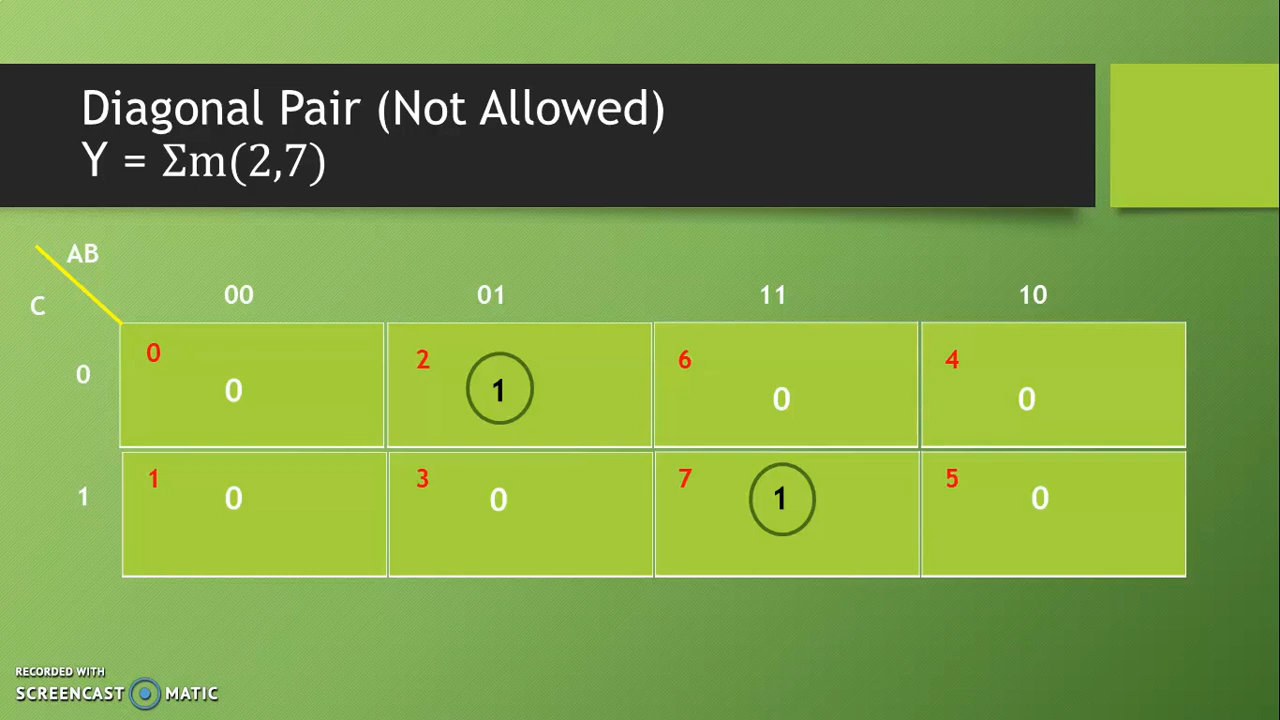 Diagonal Pair (Not Allowed)
Y = Σm(2,7)
AB
C
00 01 11 10
0
0 2 6 4
0 1 0 0
1
1 3 7 5
0 0 1 0
RECORDED WITH
SCREENCAST MATIC